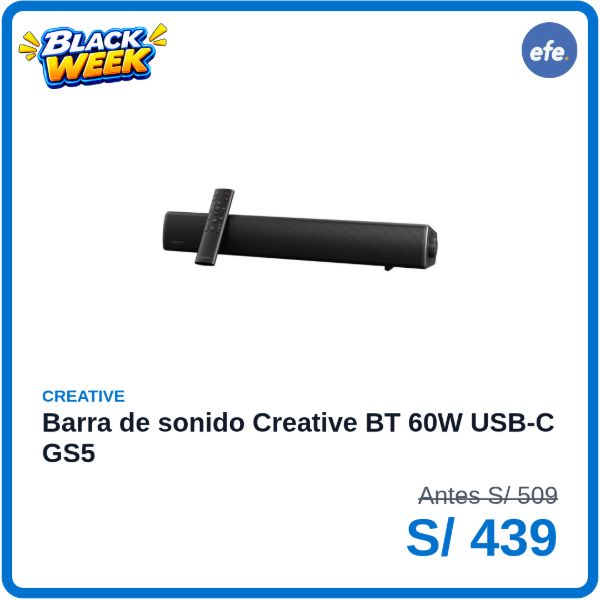 BLACK
WEEK
efe.
CREATIVE
Barra de sonido Creative BT 60W USB-C
GS5
Antes S/ 509
S/ 439